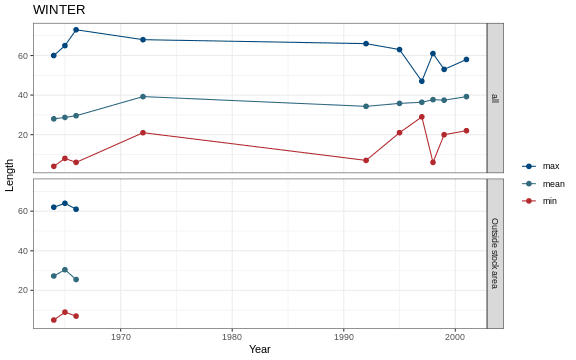 WINTER
Length
60
40
20
all
60
40
20
Outside stock area
1970
1980
1990
2000
Year
max
mean
min